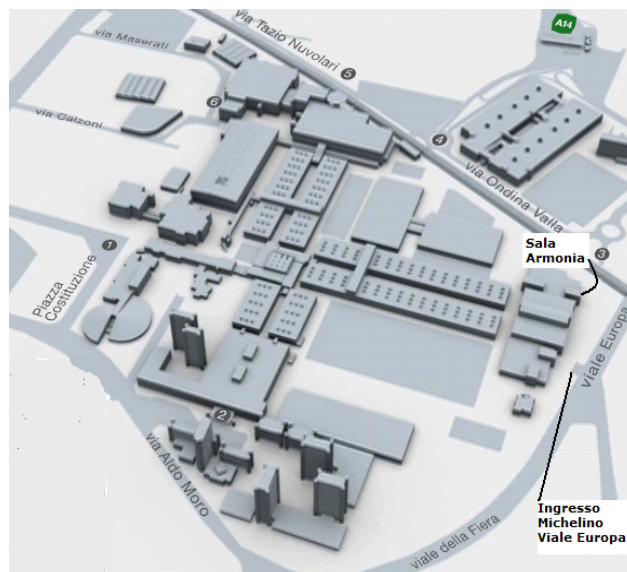 A14
via Tazio Nuvolari
via Maserati
5
6
via Calzoni
4
via Ondina Valla
1
Sala
Armonia
3
Piazza
Costituzione
viale Europa
2
via Aldo Moro
Ingresso
Michelino
Viale Europa
viale della Fiera